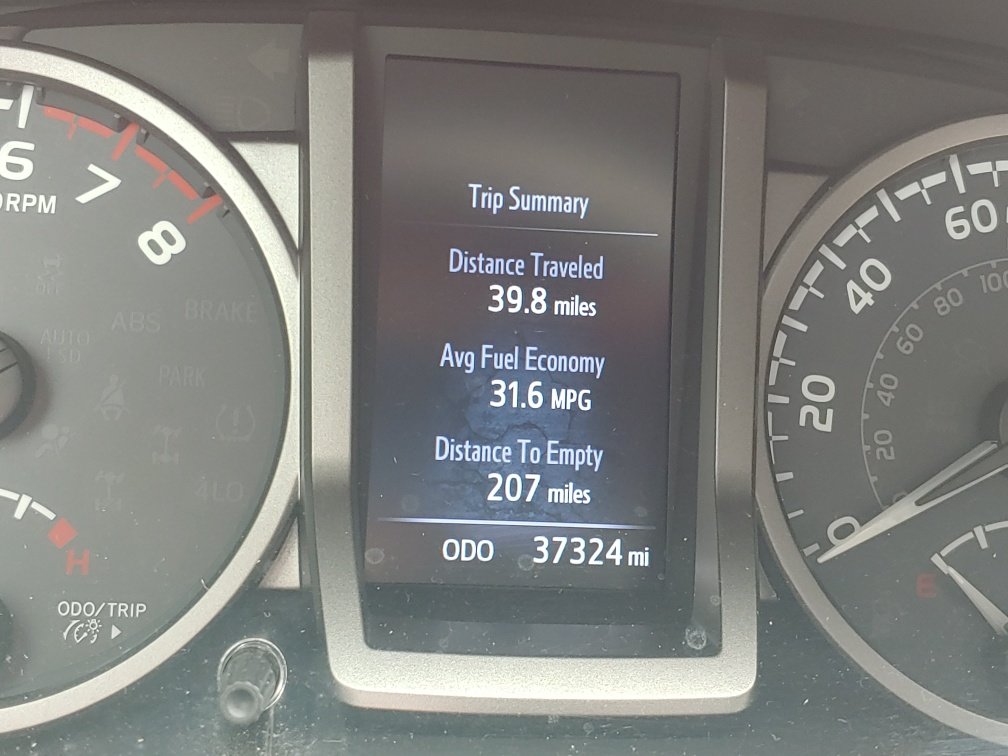 6
7
8
0RPM
OFF
BRAKE
ABS
AUTO
LSD
PARK
4LO
H
ODO/TRIP
Trip Summary
Distance Traveled
39.8 miles
Avg Fuel Economy
31.6 MPG
Distance To Empty
207 miles
ODO 37324 mi
60
40
20
0
100
80
60
40
20
E